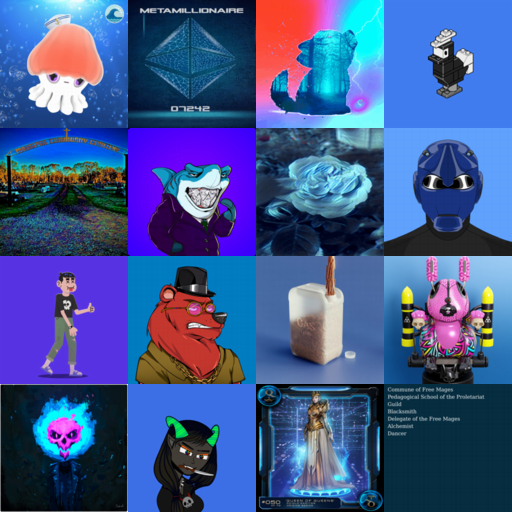 METAMILLIONAIRE
07242
#050
QUEEN OF QUEENS
Commune of Free Mages
Pedagogical School of the Proletariat
Guild
Blacksmith
Delegate of the Free Mages
Alchemist
Dancer